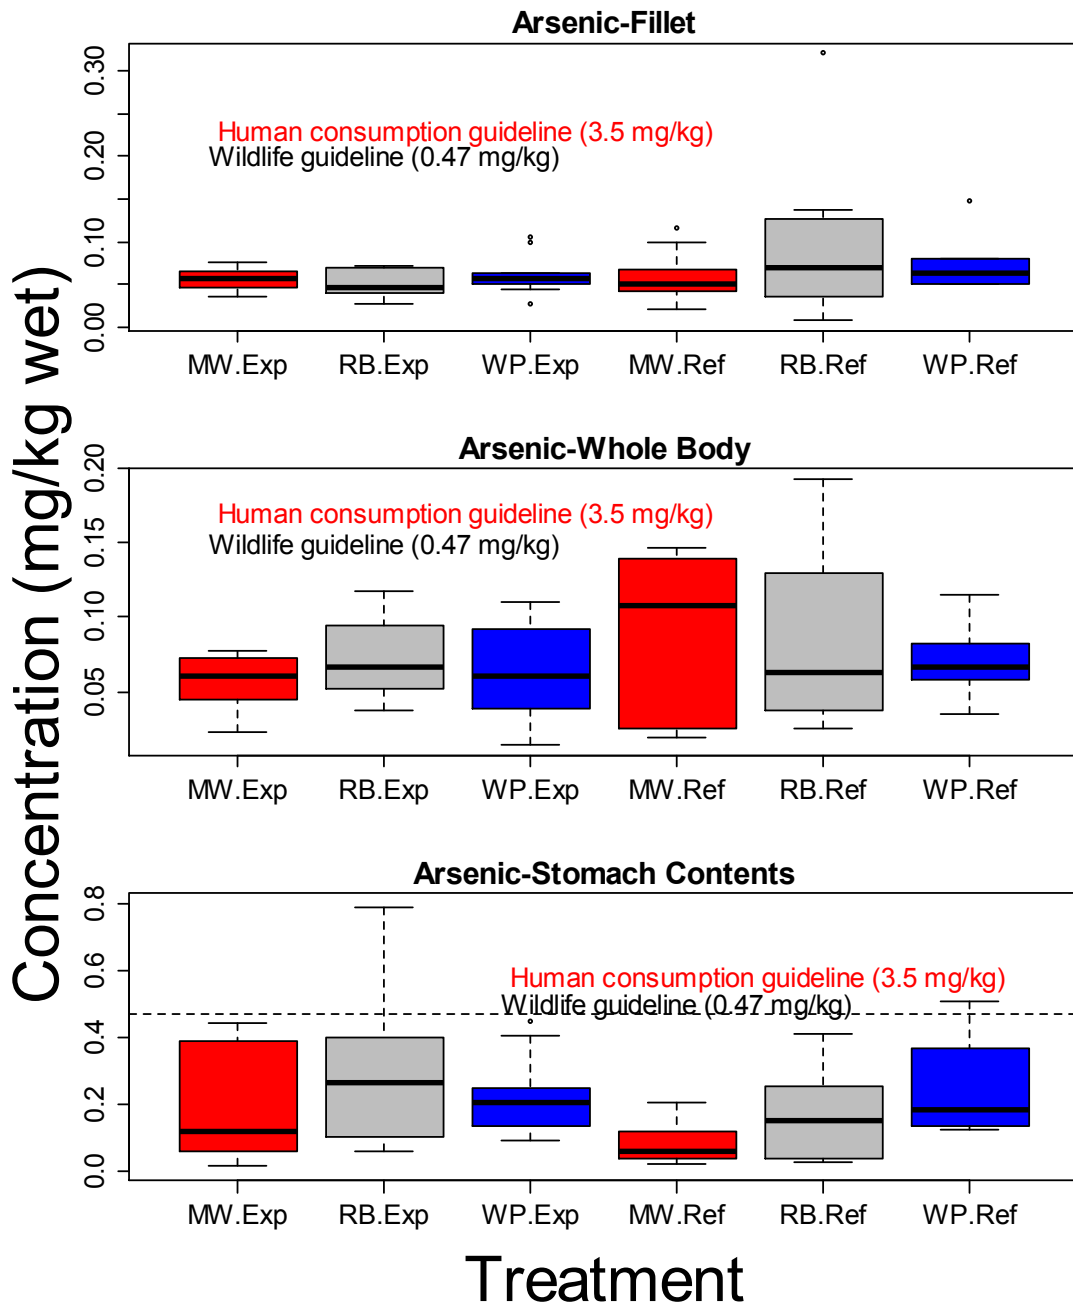 Arsenic-Fillet
0.30
0.20
0.10
0.00
Human consumption guideline (3.5 mg/kg)
Wildlife guideline (0.47 mg/kg)
MW.Exp RB.Exp WP.Exp MW.Ref RB.Ref WP.Ref
Concentration (mg/kg wet)
Arsenic-Whole Body
0.20
0.15
0.10
0.05
Human consumption guideline (3.5 mg/kg)
Wildlife guideline (0.47 mg/kg)
MW.Exp RB.Exp WP.Exp MW.Ref RB.Ref WP.Ref
Arsenic-Stomach Contents
0.8
0.6
0.4
0.2
0.0
Human consumption guideline (3.5 mg/kg)
Wildlife guideline (0.47 mg/kg)
MW.Exp RB.Exp WP.Exp MW.Ref RB.Ref WP.Ref
Treatment